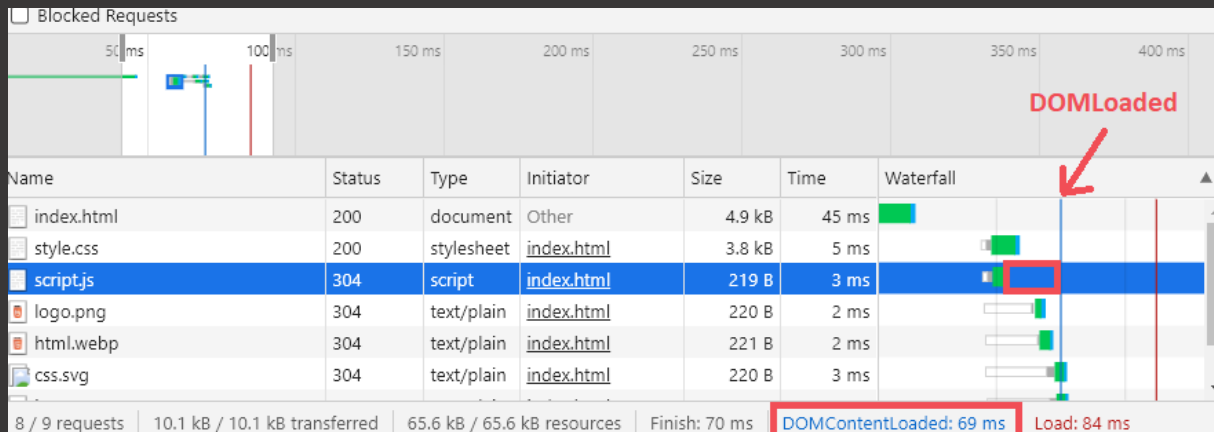 Blocked Requests
50 ms 100 ms 150 ms 200 ms 250 ms 300 ms 350 ms 400 ms
DOMLoaded
Name Status Type Initiator Size Time Waterfall
index.html 200 document Other 4.9 kB 45 ms
style.css 200 stylesheet index.html 3.8 kB 5 ms
script.js 304 script index.html 219 B 3 ms
logo.png 304 text/plain index.html 220 B 2 ms
html.webp 304 text/plain index.html 221 B 2 ms
css.svg 304 text/plain index.html 220 B 3 ms
8 / 9 requests 10.1 kB / 10.1 kB transferred 65.6 kB / 65.6 kB resources Finish: 70 ms DOMContentLoaded: 69 ms Load: 84 ms